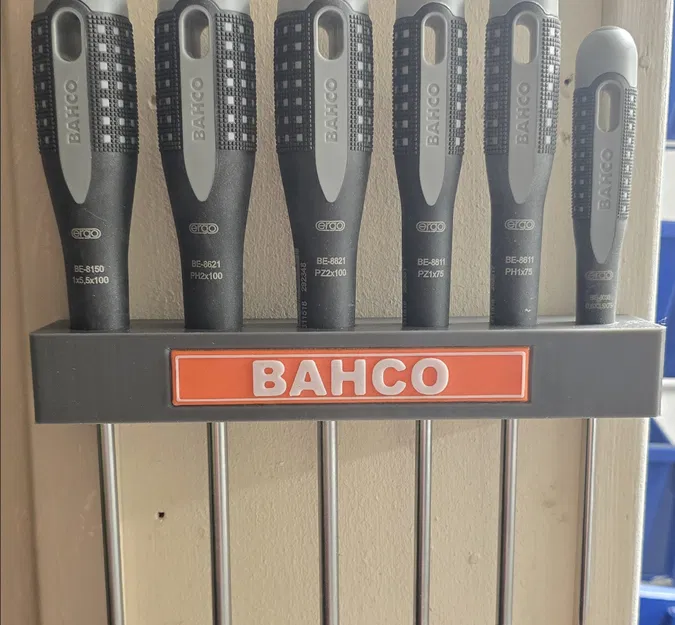 BAHCO
BAHCO
BAHCO
BAHCO
BAHCO
BAHCO
ergo
ergo
ergo
ergo
ergo
ergo
BE-8150
1x5,5x100
BE-8621
PH2x100
BE-8821
PZ2x100
BE-8811
PZ1x75
BE-8611
PH1x75
BAHCO